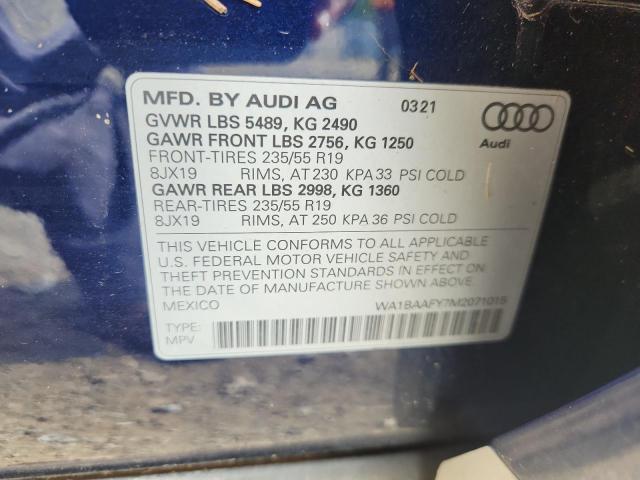 MFD. BY AUDI AG 0321
GVWR LBS 5489, KG 2490
GAWR FRONT LBS 2756, KG 1250
FRONT-TIRES 235/55 R19
8JX19 RIMS, AT 230 KPA 33 PSI COLD
GAWR REAR LBS 2998, KG 1360
REAR-TIRES 235/55 R19
8JX19 RIMS, AT 250 KPA 36 PSI COLD
Audi
THIS VEHICLE CONFORMS TO ALL APPLICABLE
U.S. FEDERAL MOTOR VEHICLE SAFETY AND
THEFT PREVENTION STANDARDS IN EFFECT ON
THE DATE OF MANUFACTURE SHOWN ABOVE.
MEXICO WA1BAAFY7M2071015
TYPE:
MPV